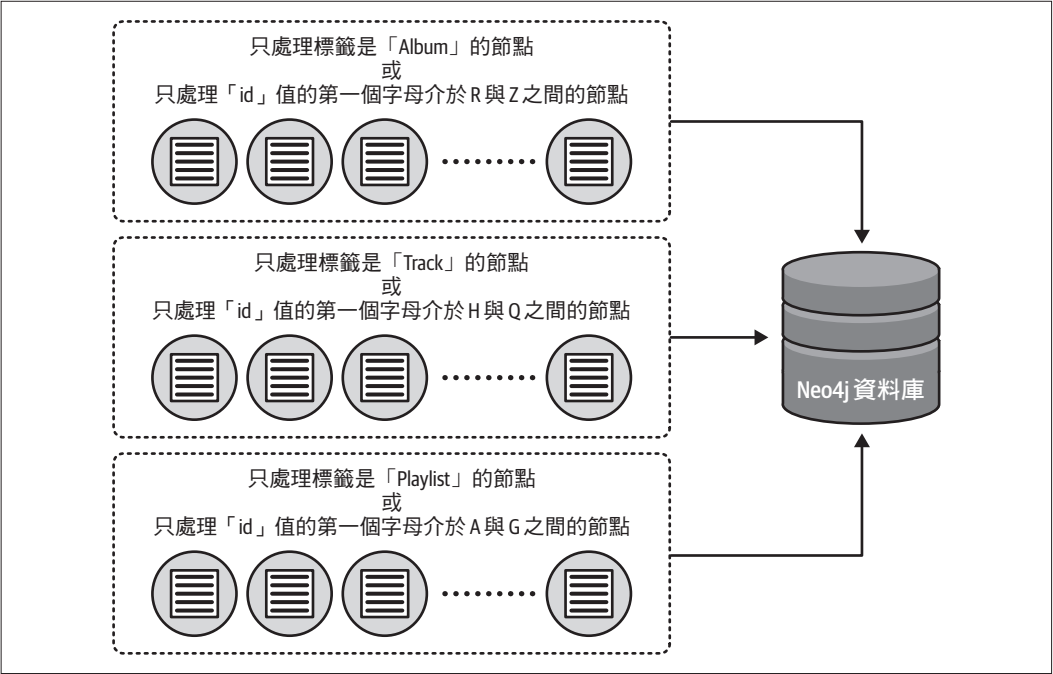 只處理標籤是「Album」的節點
或
只處理「id」值的第一個字母介於 R 與 Z 之間的節點
只處理標籤是「Track」的節點
或
只處理「id」值的第一個字母介於 H 與 Q 之間的節點
Neo4j 資料庫
只處理標籤是「Playlist」的節點
或
只處理「id」值的第一個字母介於 A 與 G 之間的節點